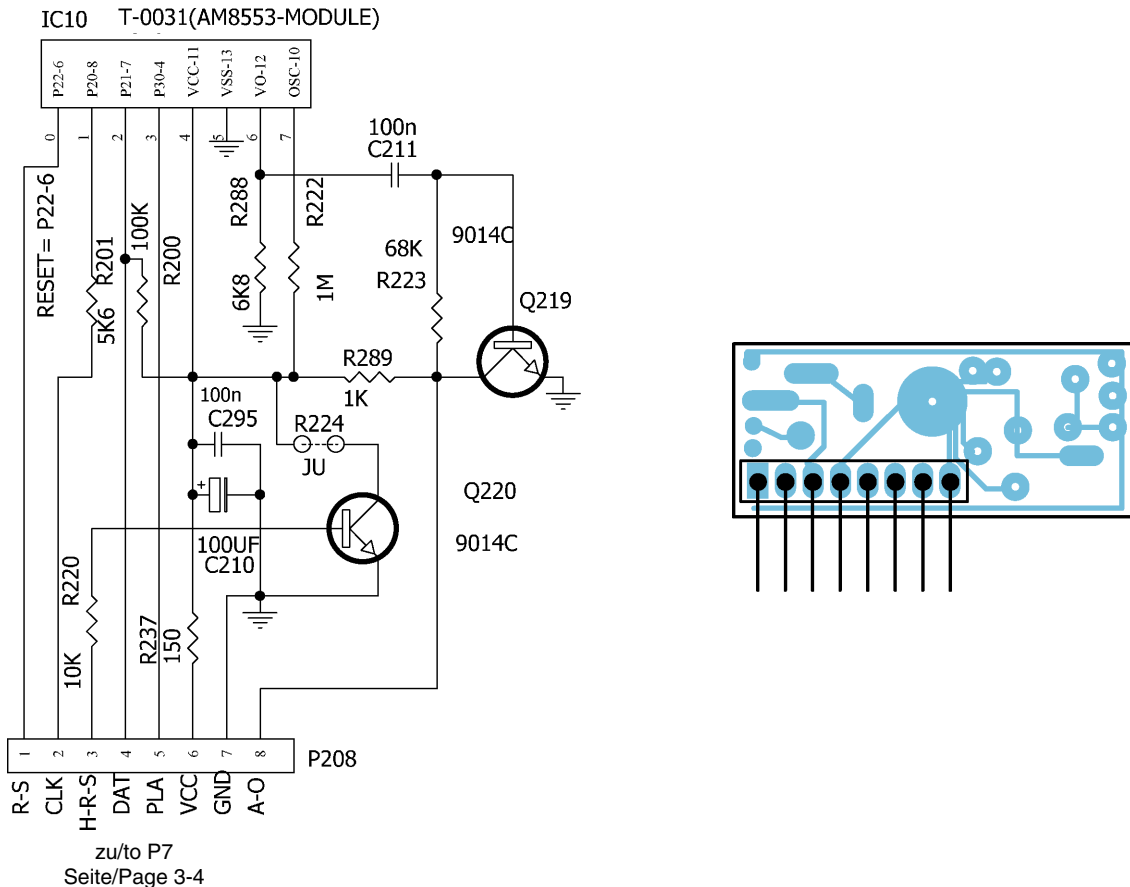 IC10 T-0031(AM8553-MODULE)
P22-6
P20-8
P21-7
P30-4
VCC-11
VSS-13
VO-12
OSC-10
0
1
2
3
4
5
6
7
100n
C211
RESET= P22-6
R201
5K6
100K
R200
R288
6K8
R222
1M
68K
R223
9014C
Q219
R289
1K
100n
C295
R224
JU
+
100UF
C210
Q220
9014C
R220
10K
R237
150
1
2
3
4
5
6
7
8
P208
R-S
CLK
H-R-S
DAT
PLA
VCC
GND
A-O
zu/to P7
Seite/Page 3-4